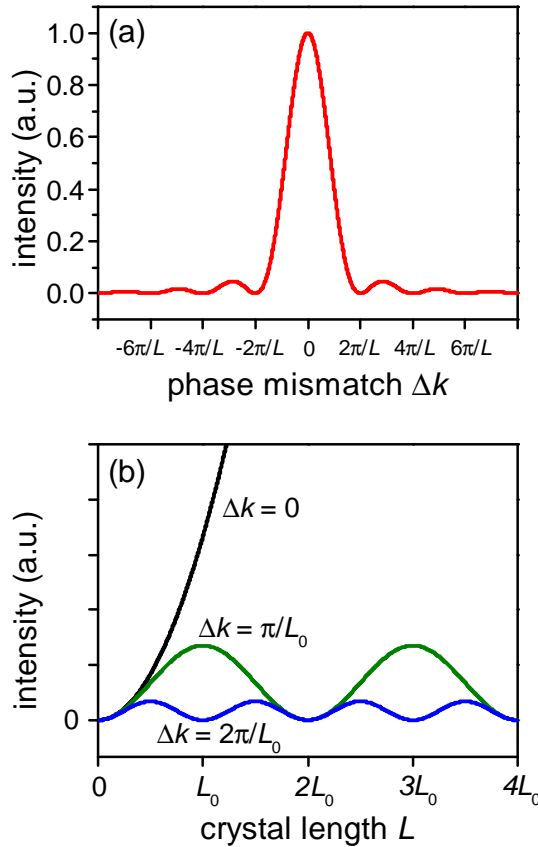 (a)
1.0
0.8
0.6
0.4
0.2
0.0
intensity (a.u.)
-6π/L -4π/L -2π/L 0 2π/L 4π/L 6π/L
phase mismatch Δk
(b)
Δk = 0
Δk = π/L₀
Δk = 2π/L₀
intensity (a.u.)
0
0 L₀ 2L₀ 3L₀ 4L₀
crystal length L